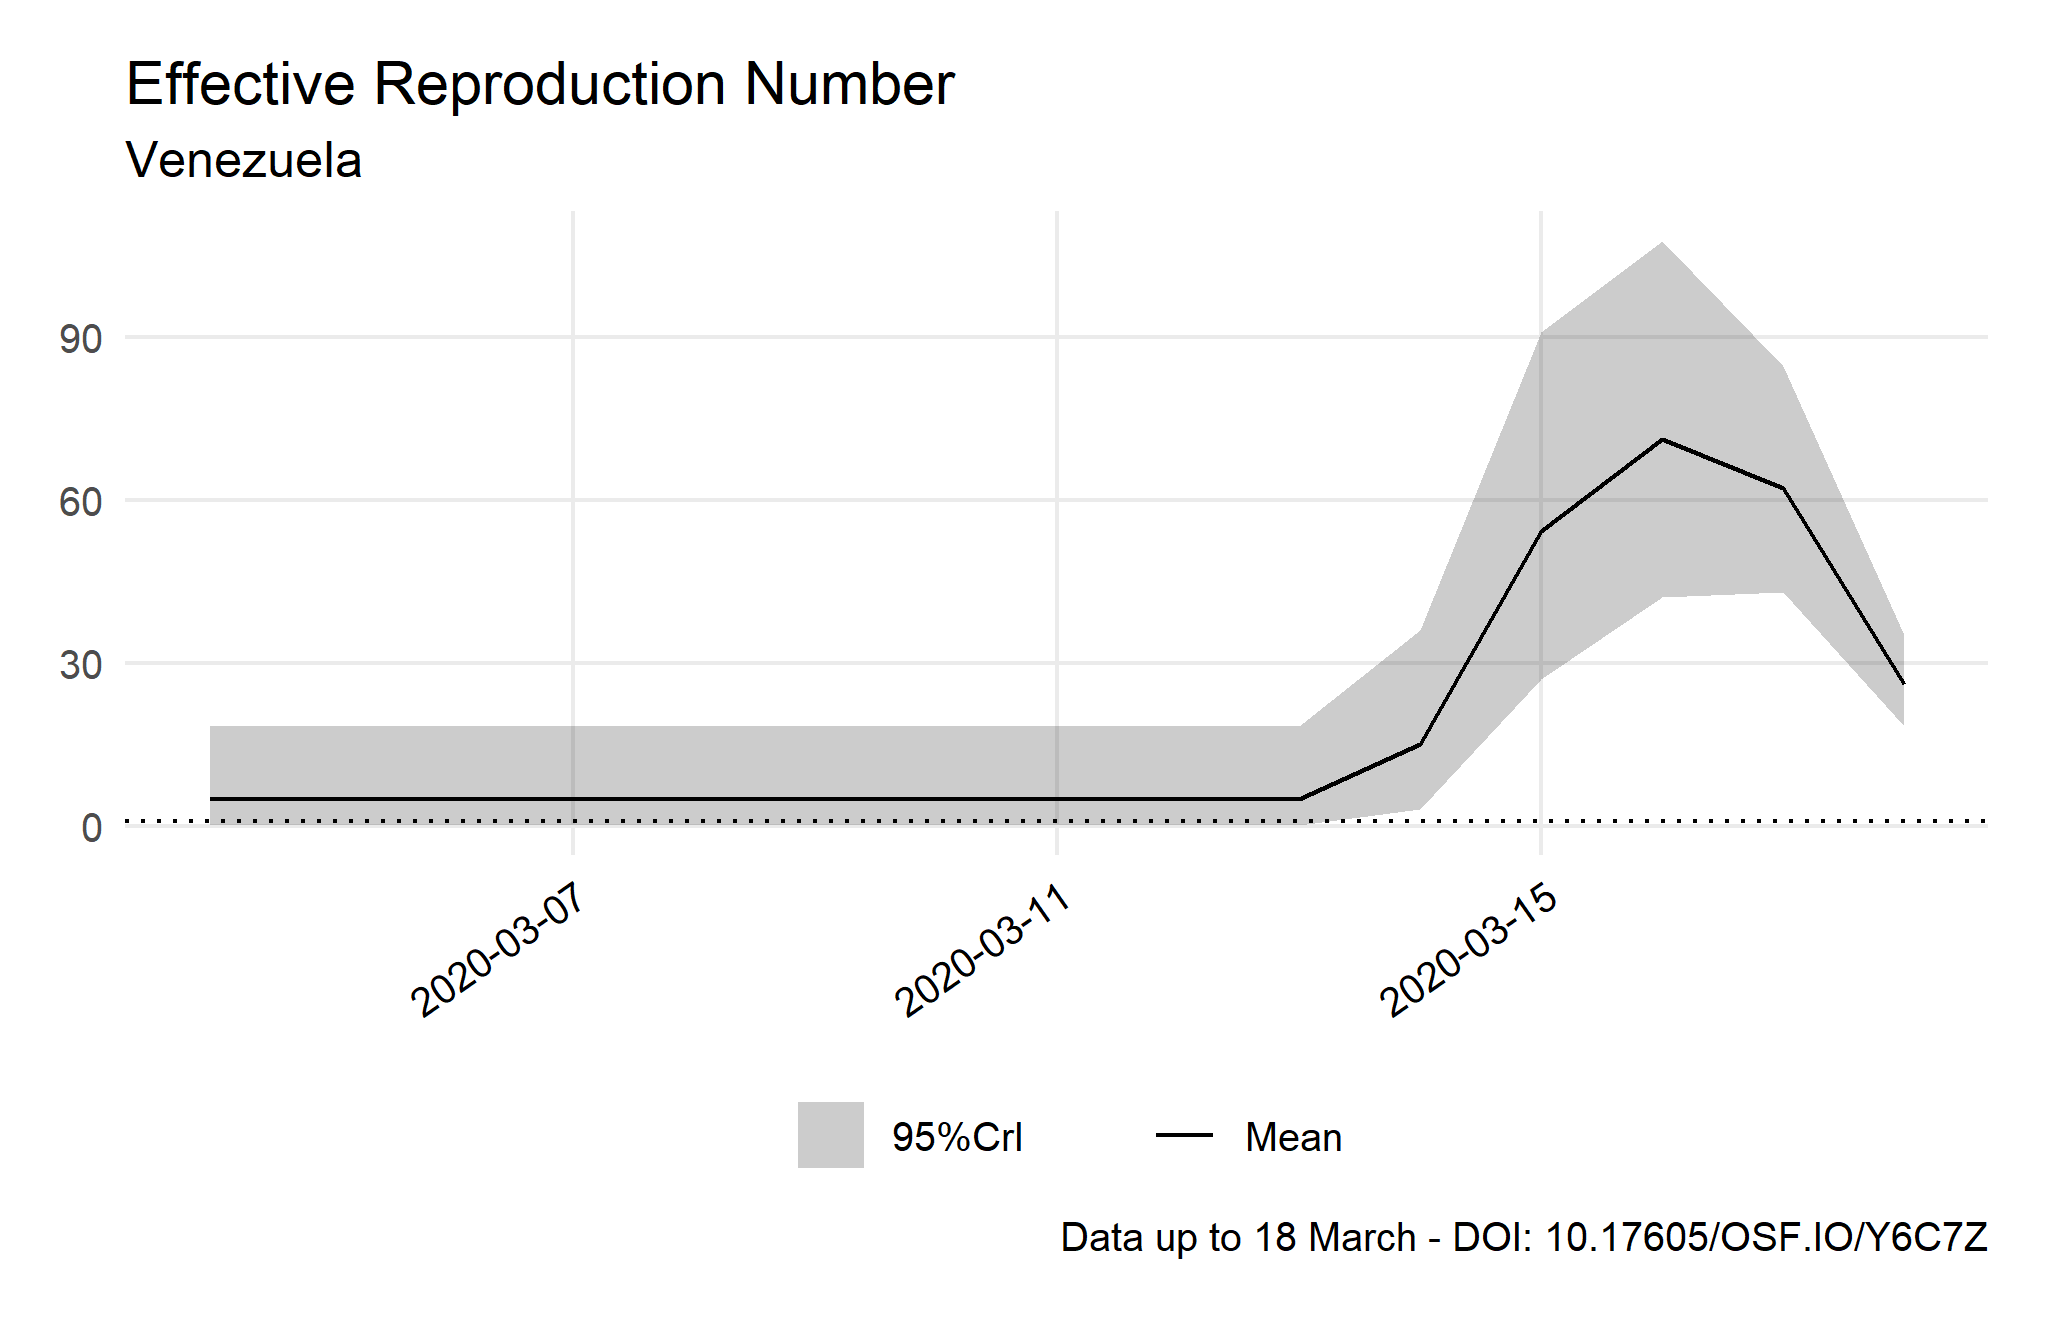 Effective Reproduction Number
Venezuela
90
60
30
0
2020-03-07
2020-03-11
2020-03-15
95%CrI
Mean
Data up to 18 March - DOI: 10.17605/OSF.IO/Y6C7Z